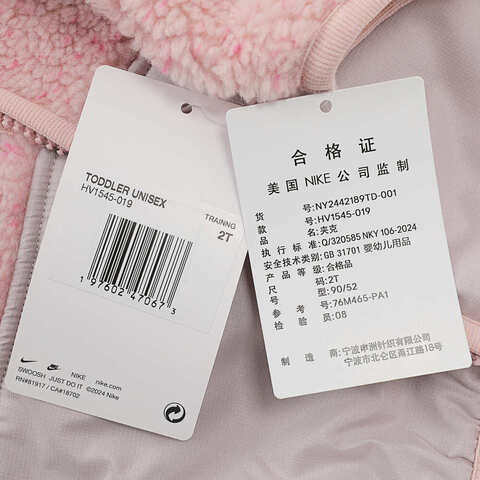 TODDLER UNISEX
HV1545-019
TRAINNG
2T
1 97602 47067 3
NIKE
nike.com
SWOOSH JUST DO IT ©2024 Nike
RN#81917 / CA#18702
合格证
美国 NIKE 公司监制
货号:NY2442189TD-001
款号:HV1545-019
品名:夹克
执行标准:Q/320585 NKY 106-2024
安全技术类别:GB 31701 婴幼儿用品
产品等级:合格品
尺码:2T
号型:90/52
参考号:76M465-PA1
检验员:08
制造商:宁波申洲针织有限公司
宁波市北仑区甬江路18号